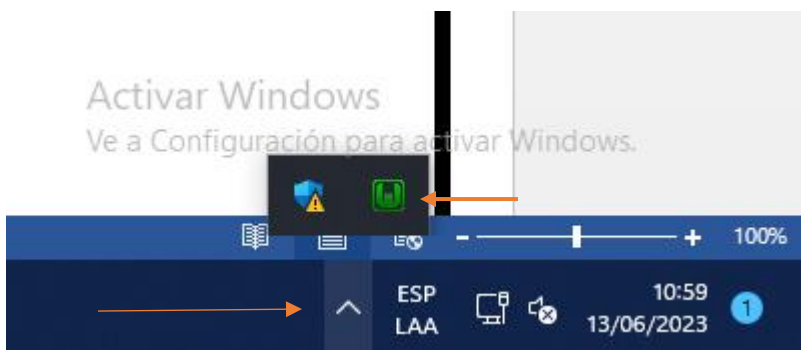 Activar Windows
Ve a Configuración para activar Windows.
100%
ESP
LAA
10:59
13/06/2023
1